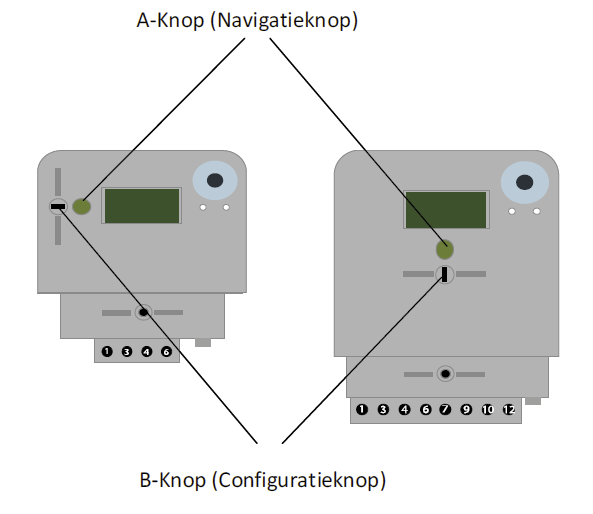 A-Knop (Navigatieknop)
1 3 4 6
1 3 4 6 7 9 10 12
B-Knop (Configuratieknop)